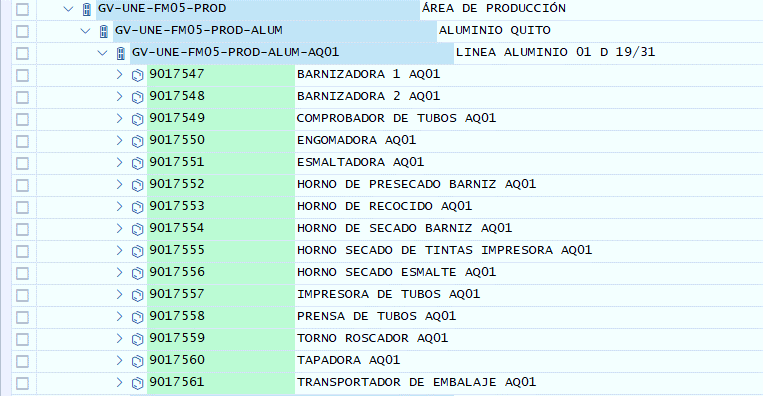 GV-UNE-FM05-PROD ÁREA DE PRODUCCIÓN
GV-UNE-FM05-PROD-ALUM ALUMINIO QUITO
GV-UNE-FM05-PROD-ALUM-AQ01 LINEA ALUMINIO 01 D 19/31
9017547 BARNIZADORA 1 AQ01
9017548 BARNIZADORA 2 AQ01
9017549 COMPROBADOR DE TUBOS AQ01
9017550 ENGOMADORA AQ01
9017551 ESMALTADORA AQ01
9017552 HORNO DE PRESECADO BARNIZ AQ01
9017553 HORNO DE RECOCIDO AQ01
9017554 HORNO DE SECADO BARNIZ AQ01
9017555 HORNO SECADO DE TINTAS IMPRESORA AQ01
9017556 HORNO SECADO ESMALTE AQ01
9017557 IMPRESORA DE TUBOS AQ01
9017558 PRENSA DE TUBOS AQ01
9017559 TORNO ROSCADOR AQ01
9017560 TAPADORA AQ01
9017561 TRANSPORTADOR DE EMBALAJE AQ01